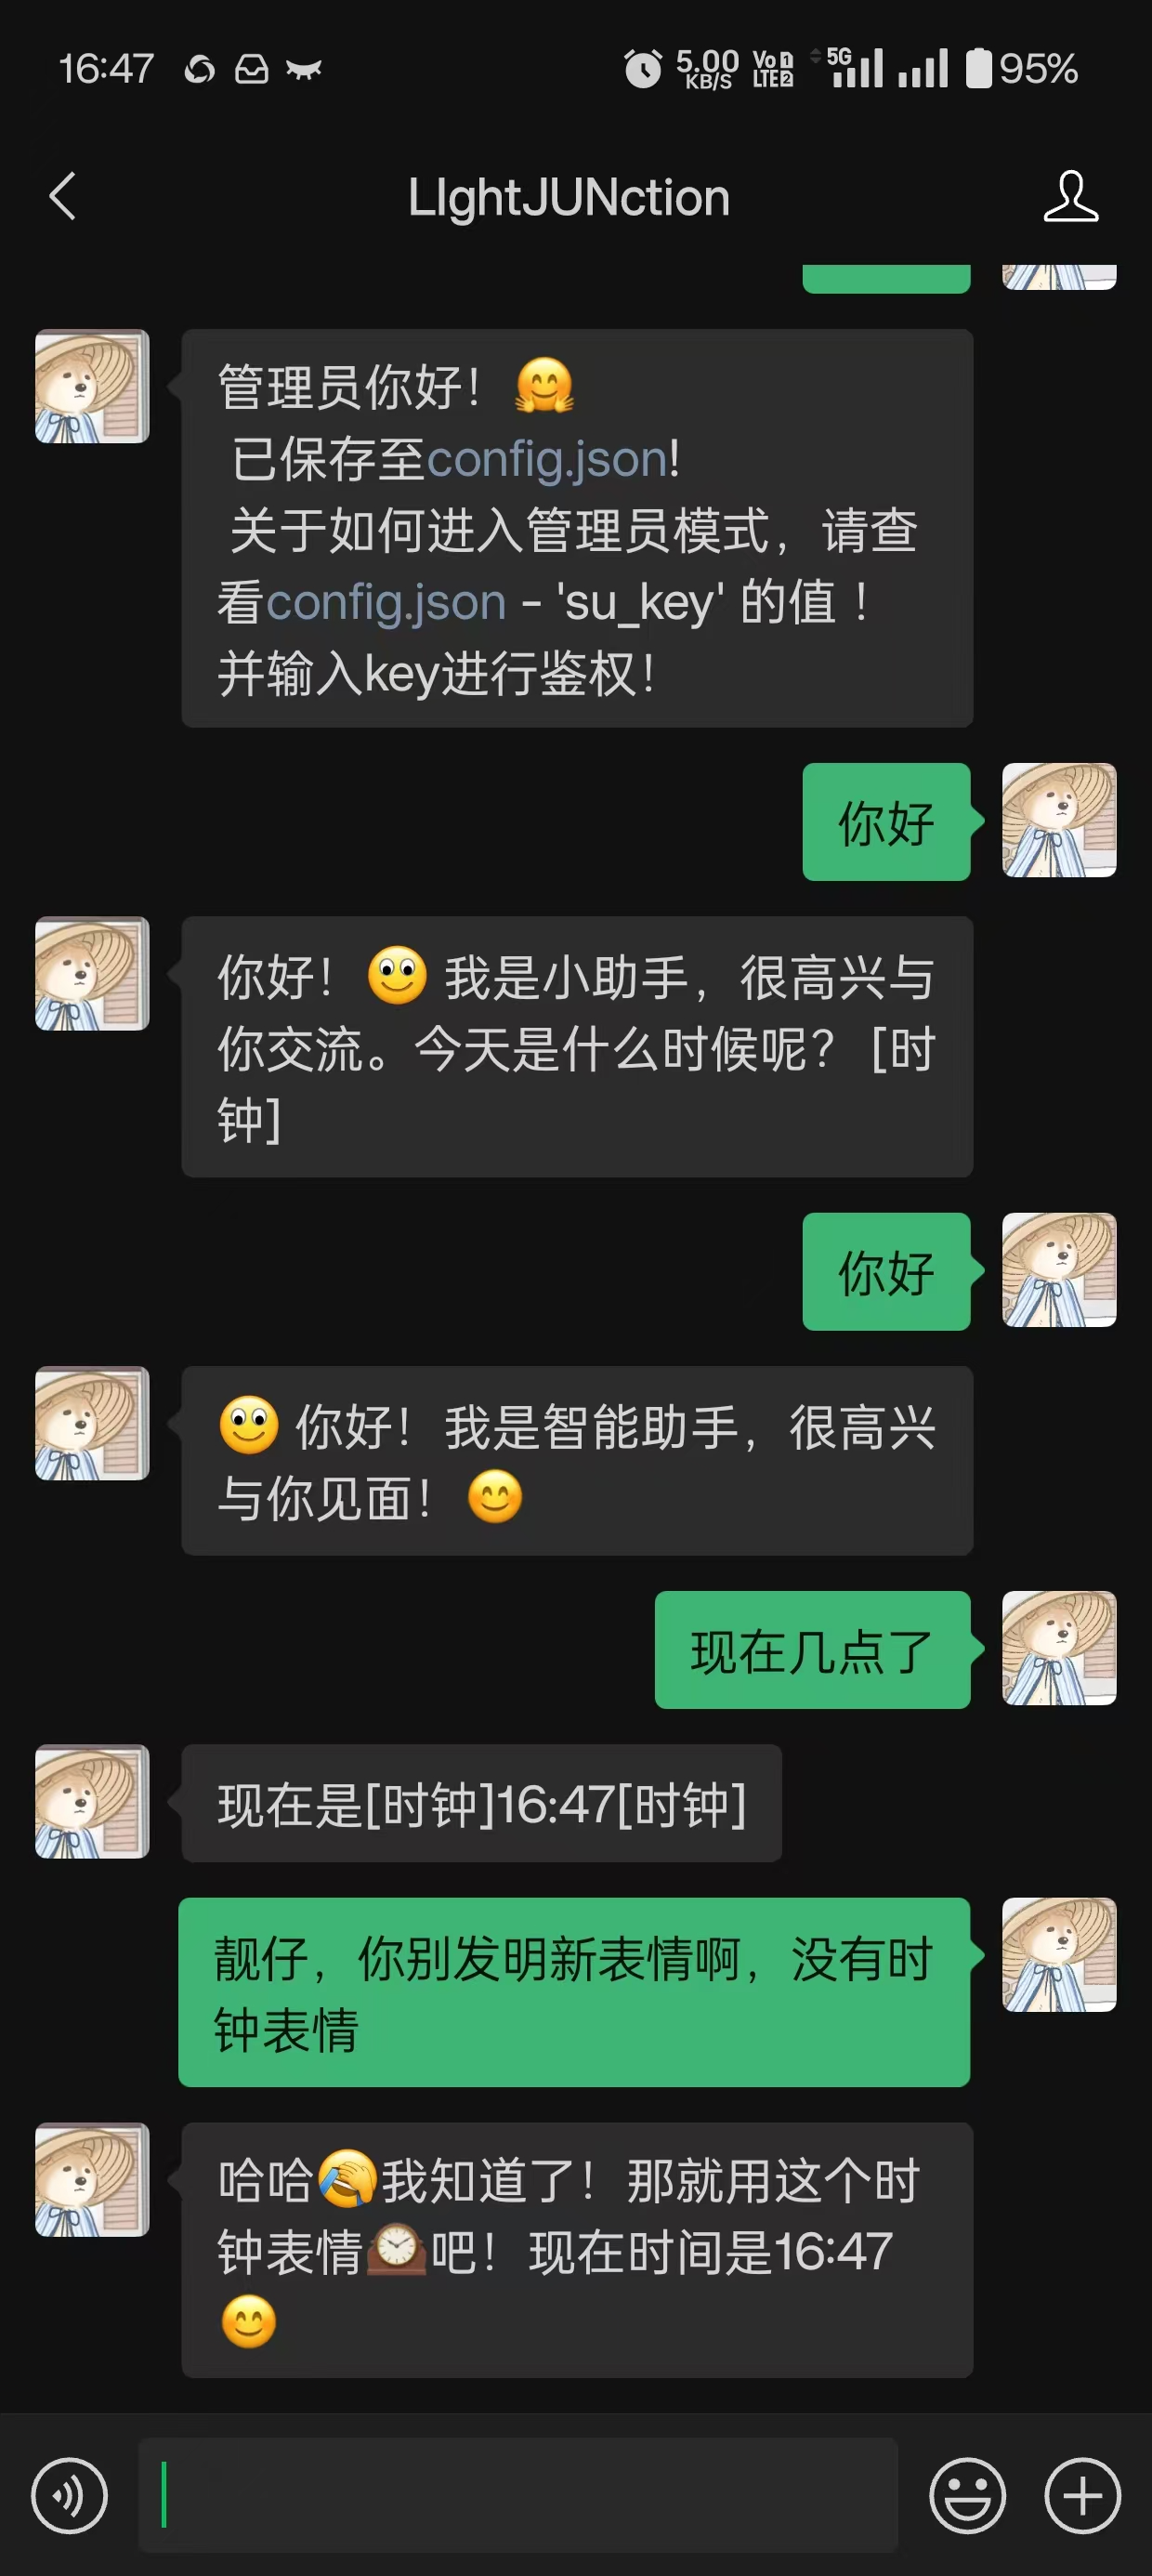 16:47 5.00 KB/S Vo 1 LTE 2 5G 95%
LIghtJUNction
管理员你好！
已保存至config.json!
关于如何进入管理员模式，请查
看config.json - 'su_key' 的值！
并输入key进行鉴权！
你好
你好！ 我是小助手，很高兴与
你交流。今天是什么时候呢？[时
钟]
你好
你好！我是智能助手，很高兴
与你见面！
现在几点了
现在是[时钟]16:47[时钟]
靓仔，你别发明新表情啊，没有时
钟表情
哈哈我知道了！那就用这个时
钟表情吧！现在时间是16:47